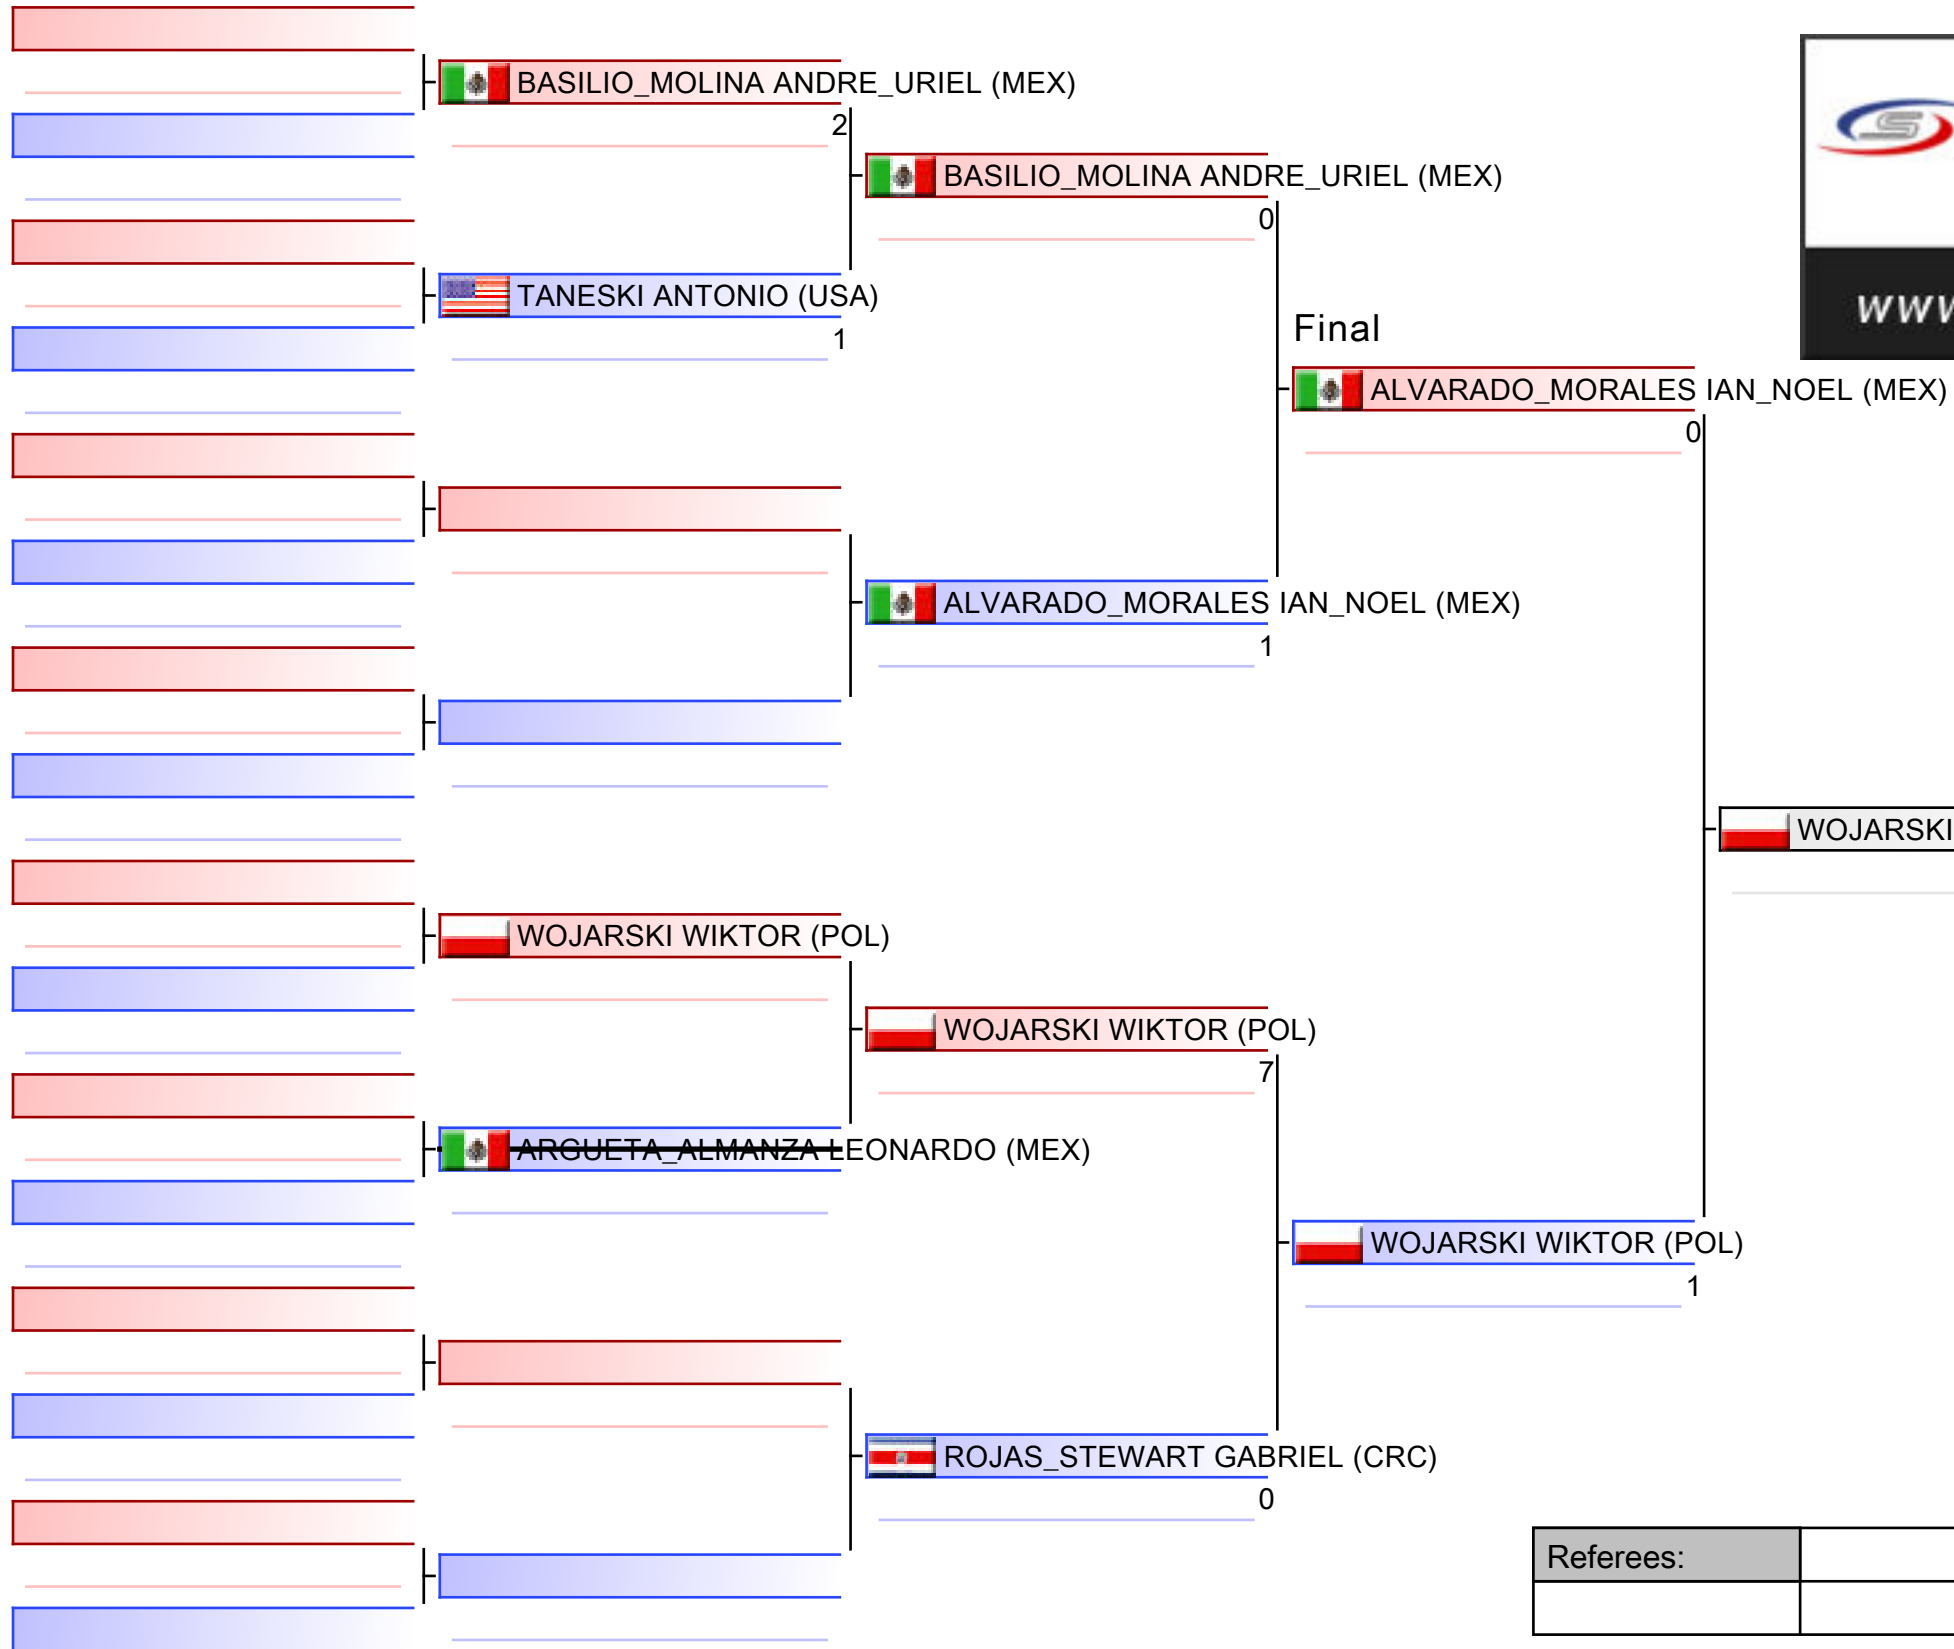 BASILIO_MOLINA ANDRE_URIEL (MEX)
2
BASILIO_MOLINA ANDRE_URIEL (MEX)
0
TANESKI ANTONIO (USA)
1
Final
ALVARADO_MORALES IAN_NOEL (MEX)
0
ALVARADO_MORALES IAN_NOEL (MEX)
1
WOJARSKI
WOJARSKI WIKTOR (POL)
WOJARSKI WIKTOR (POL)
7
ARGUETA_ALMANZA LEONARDO (MEX)
WOJARSKI WIKTOR (POL)
1
ROJAS_STEWART GABRIEL (CRC)
0
Referees: